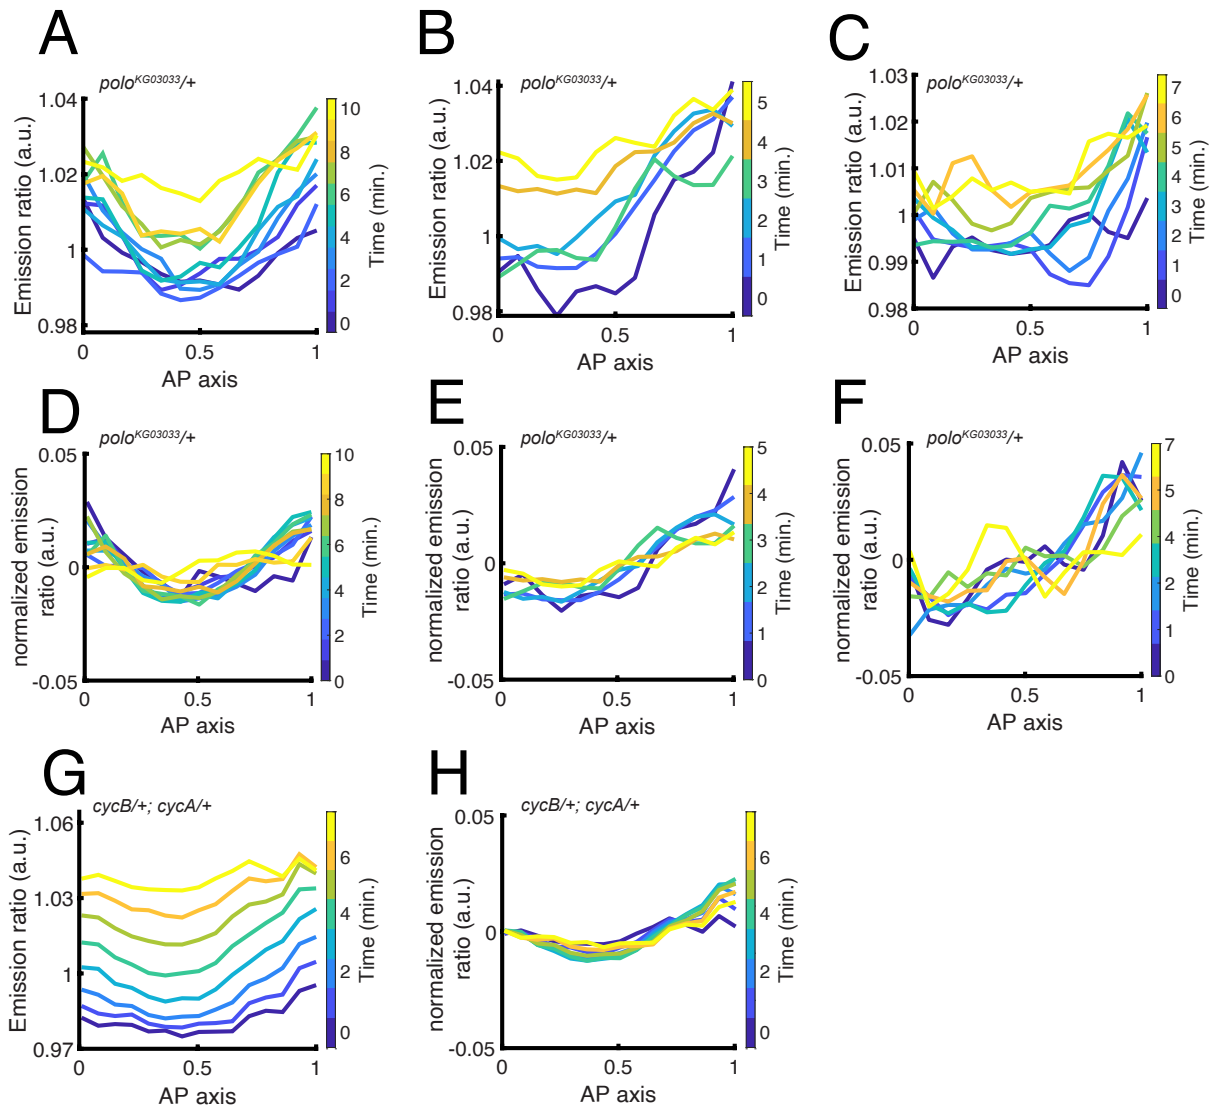 A
polo^KG03033/+
Emission ratio (a.u.)
1.04
1.02
1
0.98
0 0.5 1
AP axis
10
8
6
4
2
0
Time (min.)
B
polo^KG03033/+
Emission ratio (a.u.)
1.04
1.02
1
0.98
0 0.5 1
AP axis
5
4
3
2
1
0
Time (min.)
C
polo^KG03033/+
Emission ratio (a.u.)
1.03
1.02
1.01
1
0.99
0.98
0 0.5 1
AP axis
7
6
5
4
3
2
1
0
Time (min.)
D
polo^KG03033/+
normalized emission
ratio (a.u.)
0.05
0
-0.05
0 0.5 1
AP axis
10
8
6
4
2
0
Time (min.)
E
polo^KG03033/+
normalized emission
ratio (a.u.)
0.05
0
-0.05
0 0.5 1
AP axis
5
4
3
2
1
0
Time (min.)
F
polo^KG03033/+
normalized emission
ratio (a.u.)
0.05
0
-0.05
0 0.5 1
AP axis
7
5
4
2
1
0
Time (min.)
G
cycB/+; cycA/+
Emission ratio (a.u.)
1.06
1.03
1
0.97
0 0.5 1
AP axis
6
4
2
0
Time (min.)
H
cycB/+; cycA/+
normalized emission
ratio (a.u.)
0.05
0
-0.05
0 0.5 1
AP axis
6
4
2
0
Time (min.)